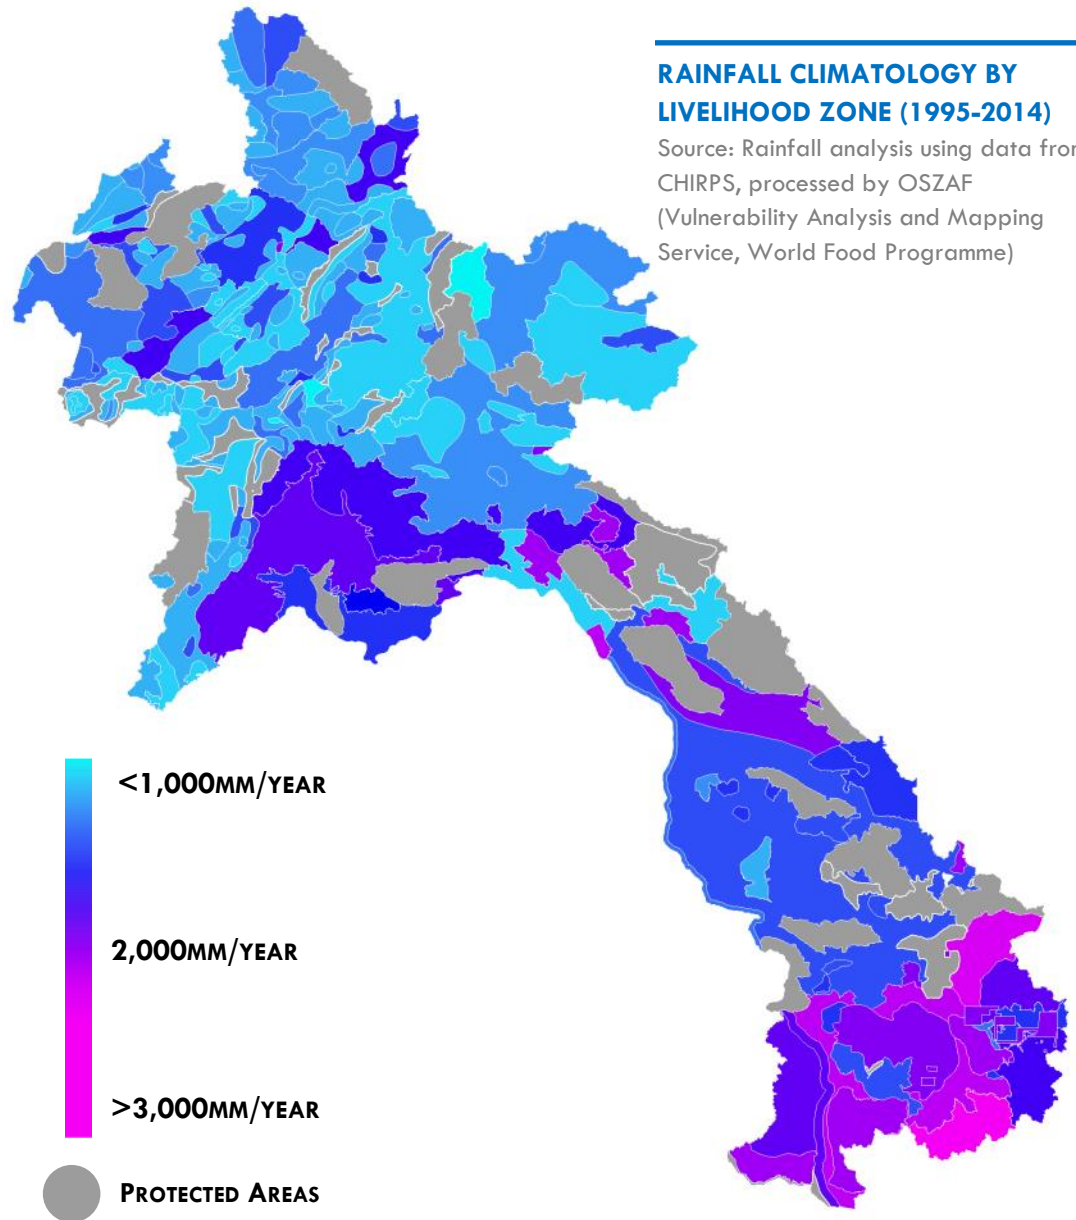 RAINFALL CLIMATOLOGY BY
LIVELIHOOD ZONE (1995-2014)
Source: Rainfall analysis using data from
CHIRPS, processed by OSZAF
(Vulnerability Analysis and Mapping
Service, World Food Programme)
<1,000MM/YEAR
2,000MM/YEAR
>3,000MM/YEAR
PROTECTED AREAS